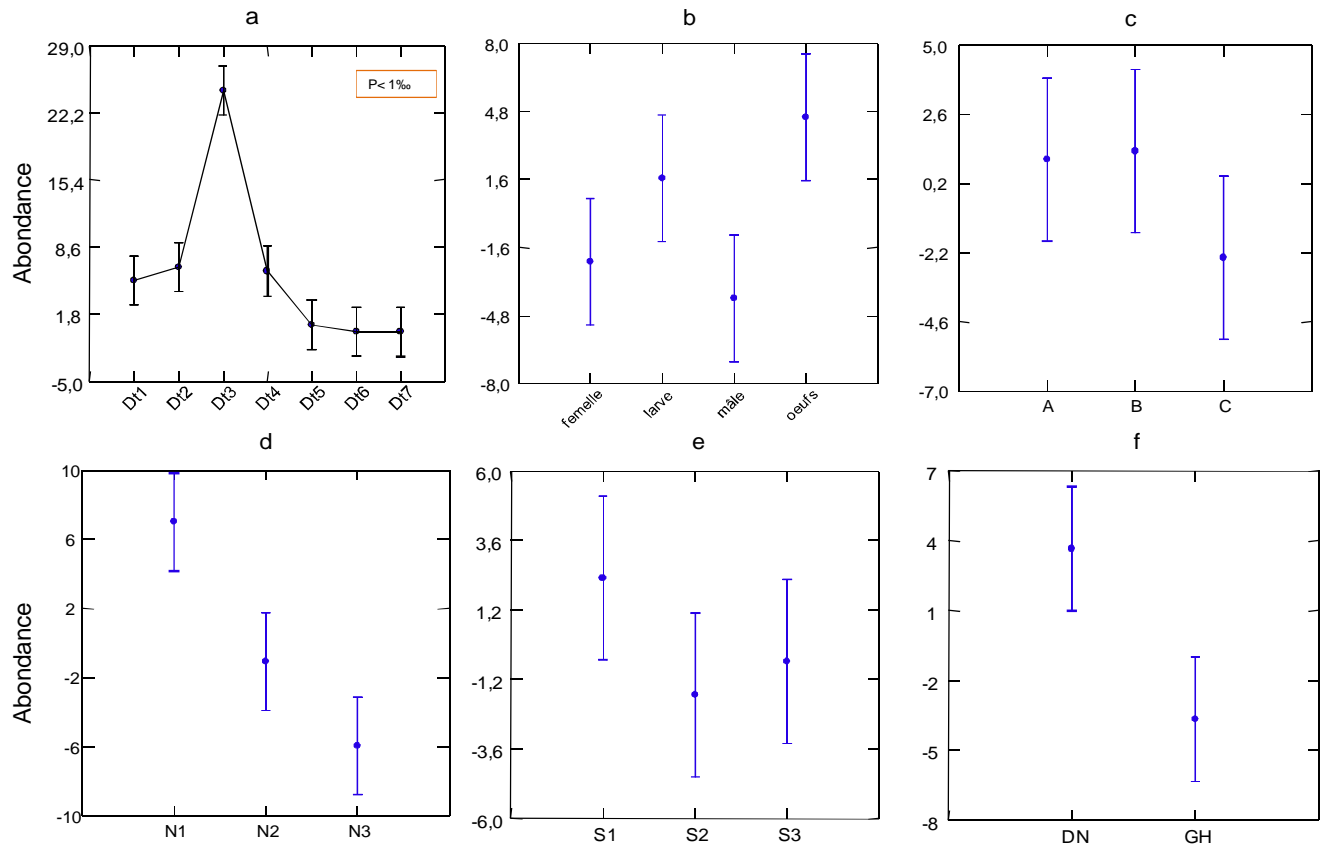 a
29,0
22,2
15,4
8,6
1,8
-5,0
Abondance
P< 1‰
Dt1
Dt2
Dt3
Dt4
Dt5
Dt6
Dt7
b
8,0
4,8
1,6
-1,6
-4,8
-8,0
femelle
larve
mâle
oeufs
c
5,0
2,6
0,2
-2,2
-4,6
-7,0
A
B
C
d
10
6
2
-2
-6
-10
Abondance
N1
N2
N3
e
6,0
3,6
1,2
-1,2
-3,6
-6,0
S1
S2
S3
f
7
4
1
-2
-5
-8
DN
GH